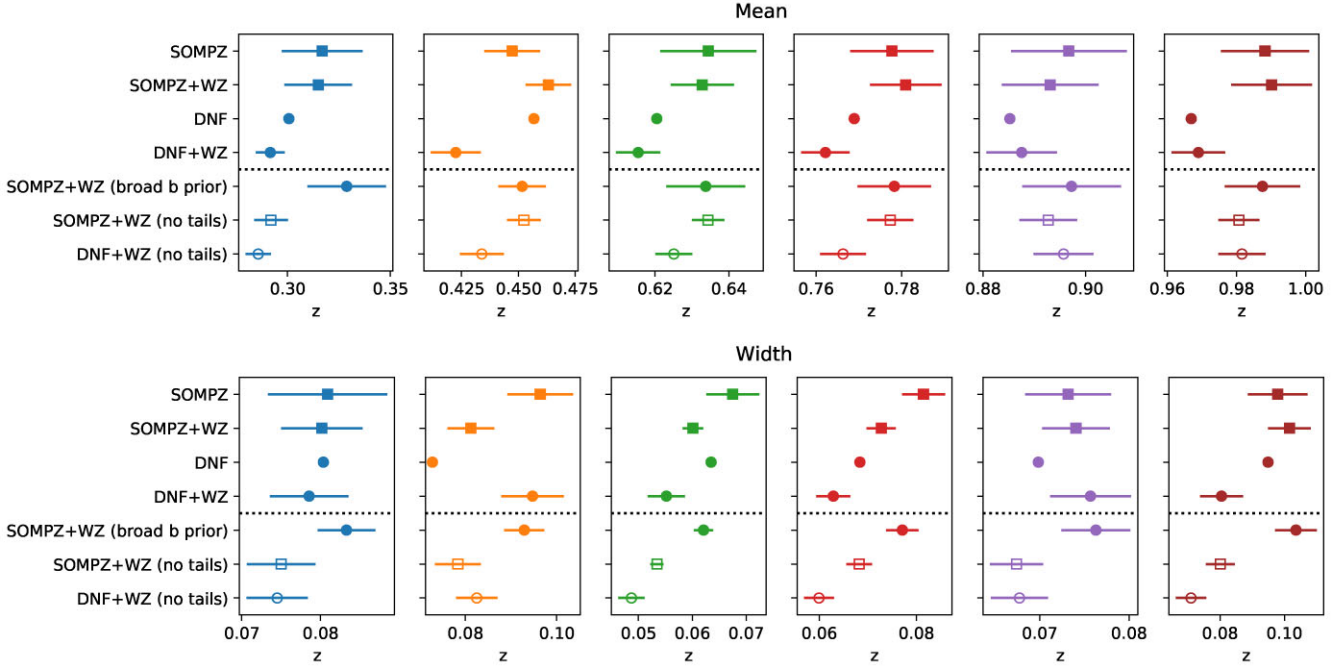 Mean
SOMPZ
SOMPZ+WZ
DNF
DNF+WZ
SOMPZ+WZ (broad b prior)
SOMPZ+WZ (no tails)
DNF+WZ (no tails)
0.30 0.35 0.425 0.450 0.475 0.62 0.64 0.76 0.78 0.88 0.90 0.96 0.98 1.00
z z z z z z
Width
SOMPZ
SOMPZ+WZ
DNF
DNF+WZ
SOMPZ+WZ (broad b prior)
SOMPZ+WZ (no tails)
DNF+WZ (no tails)
0.07 0.08 0.08 0.10 0.05 0.06 0.07 0.06 0.08 0.07 0.08 0.08 0.10
z z z z z z